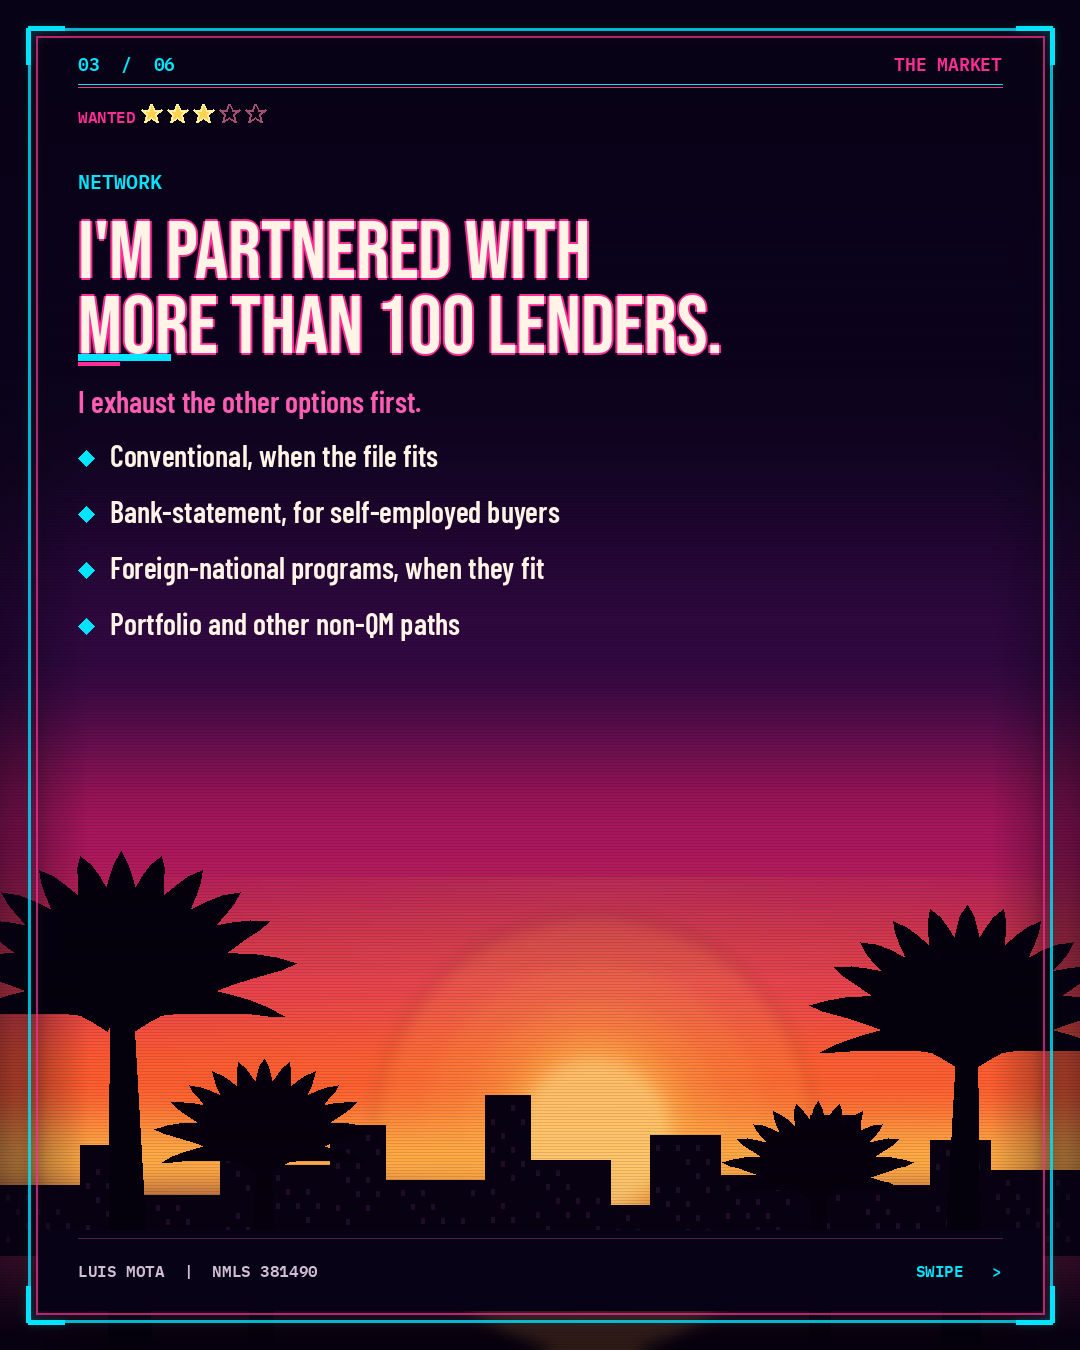 03 / 06
THE MARKET
WANTED ★★★☆☆
NETWORK
I'M PARTNERED WITH
MORE THAN 100 LENDERS.
I exhaust the other options first.
◆ Conventional, when the file fits
◆ Bank-statement, for self-employed buyers
◆ Foreign-national programs, when they fit
◆ Portfolio and other non-QM paths
LUIS MOTA | NMLS 381490
SWIPE >